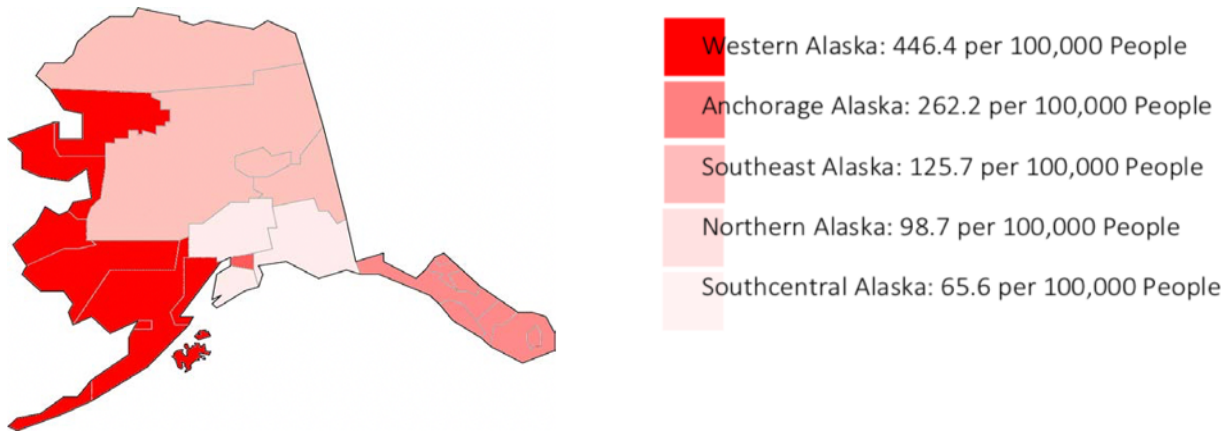 Western Alaska: 446.4 per 100,000 People
Anchorage Alaska: 262.2 per 100,000 People
Southeast Alaska: 125.7 per 100,000 People
Northern Alaska: 98.7 per 100,000 People
Southcentral Alaska: 65.6 per 100,000 People